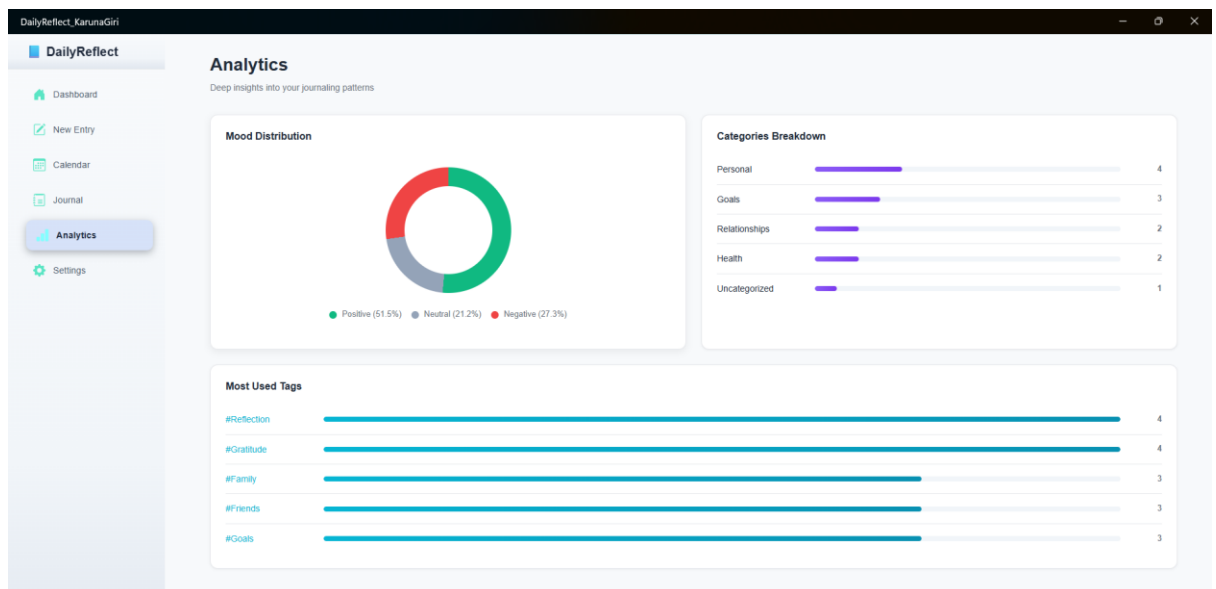 DailyReflect_KarunaGiri
DailyReflect
Dashboard
New Entry
Calendar
Journal
Analytics
Settings
Analytics
Deep insights into your journaling patterns
Mood Distribution
Positive (51.5%) Neutral (21.2%) Negative (27.3%)
Categories Breakdown
Personal 4
Goals 3
Relationships 2
Health 2
Uncategorized 1
Most Used Tags
#Reflection 4
#Gratitude 4
#Family 3
#Friends 3
#Goals 3